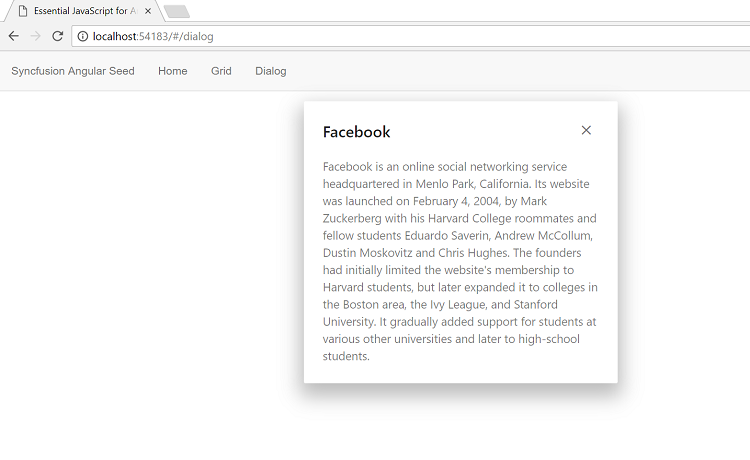 Essential JavaScript for A
localhost:54183/#/dialog
Syncfusion Angular Seed Home Grid Dialog
Facebook
Facebook is an online social networking service
headquartered in Menlo Park, California. Its website
was launched on February 4, 2004, by Mark
Zuckerberg with his Harvard College roommates and
fellow students Eduardo Saverin, Andrew McCollum,
Dustin Moskovitz and Chris Hughes. The founders
had initially limited the website's membership to
Harvard students, but later expanded it to colleges in
the Boston area, the Ivy League, and Stanford
University. It gradually added support for students at
various other universities and later to high-school
students.